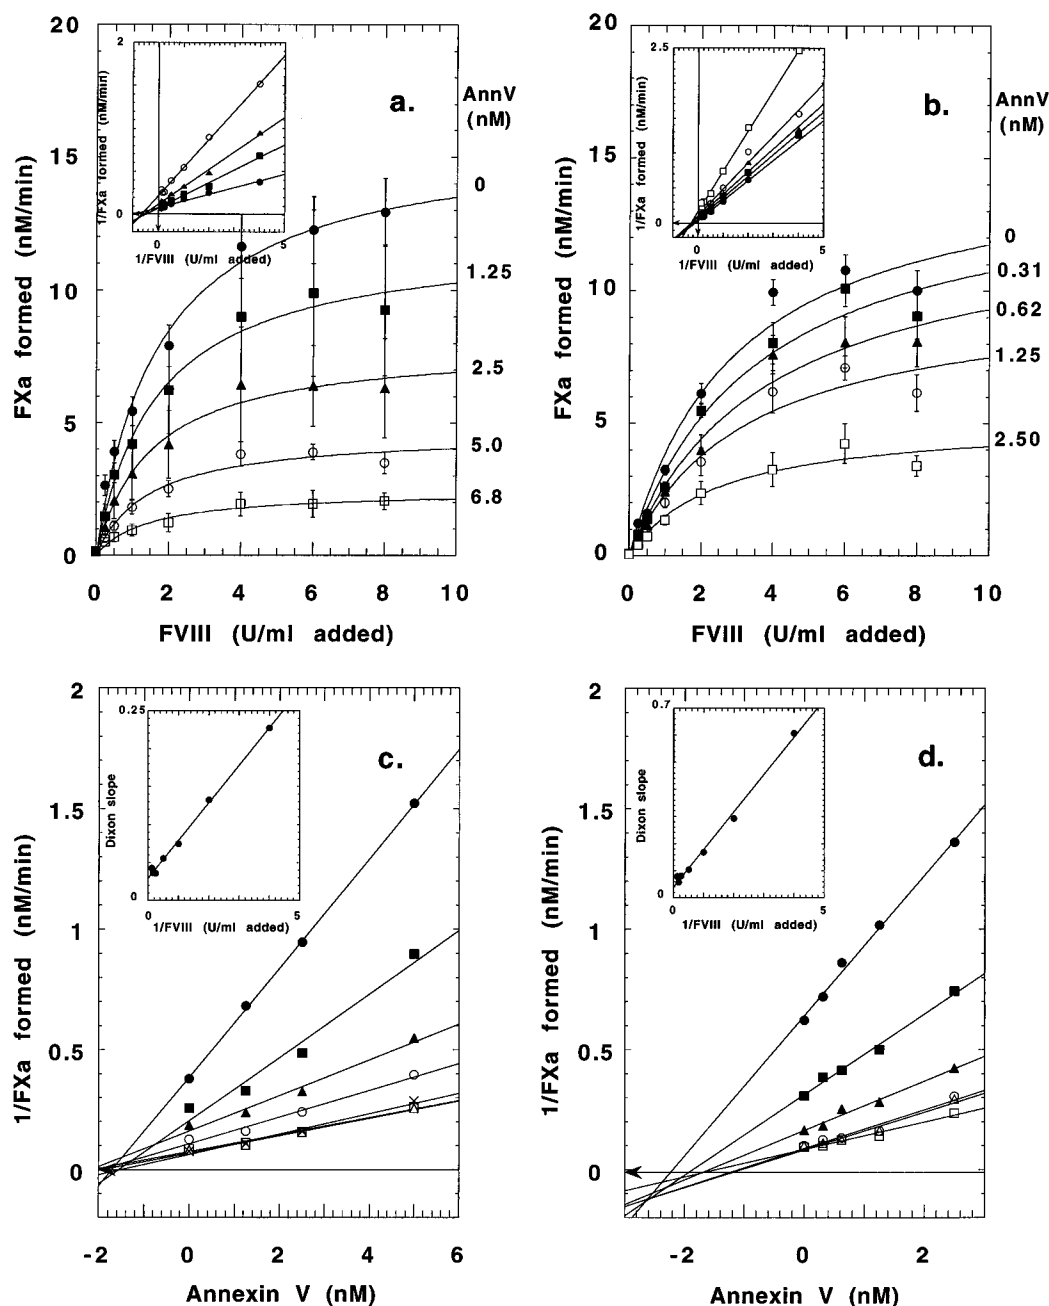 a.
FXa formed (nM/min)
20
15
10
5
0
0 2 4 6 8 10
FVIII (U/ml added)
AnnV
(nM)
0
1.25
2.5
5.0
6.8
1/FXa formed (nM/min)
2
0
0 5
1/FVIII (U/ml added)
b.
FXa formed (nM/min)
20
15
10
5
0
0 2 4 6 8 10
FVIII (U/ml added)
AnnV
(nM)
0
0.31
0.62
1.25
2.50
1/FXa formed (nM/min)
2.5
0
0 5
1/FVIII (U/ml added)
c.
1/FXa formed (nM/min)
2
1.5
1
0.5
0
-2 0 2 4 6
Annexin V (nM)
Dixon slope
0.25
0
0 5
1/FVIII (U/ml added)
d.
1/FXa formed (nM/min)
2
1.5
1
0.5
0
-2 0 2
Annexin V (nM)
Dixon slope
0.7
0
0 5
1/FVIII (U/ml added)